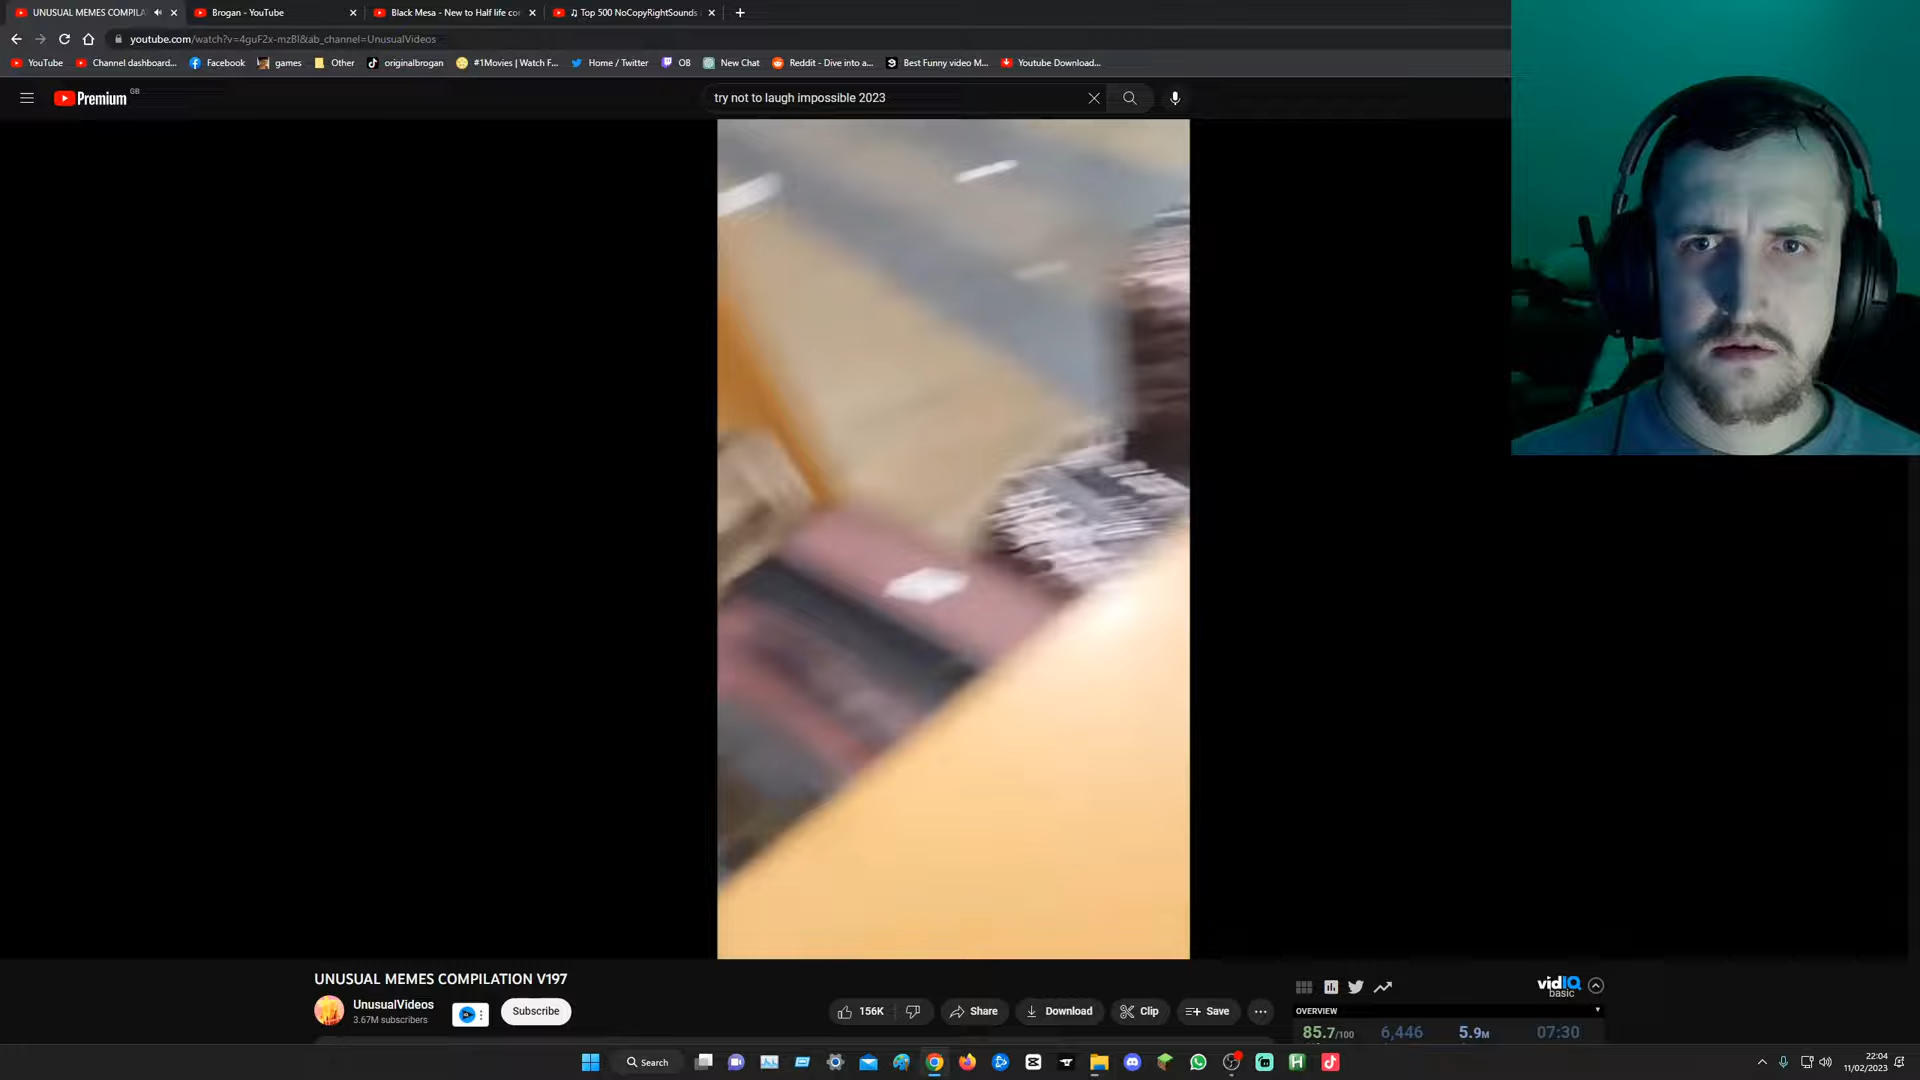 UNUSUAL MEMES COMPILA
Brogan - YouTube
Black Mesa - New to Half life co
♫ Top 500 NoCopyRightSounds
youtube.com/watch?v=4guF2x-mzBI&ab_channel=UnusualVideos
YouTube
Channel dashboard...
Facebook
games
Other
originalbrogan
#1Movies | Watch F...
Home / Twitter
OB
New Chat
Reddit - Dive into a...
Best Funny video M...
Youtube Download...
Premium
GB
try not to laugh impossible 2023
UNUSUAL MEMES COMPILATION V197
UnusualVideos
3.67M subscribers
Subscribe
156K
Share
Download
Clip
Save
vidIQ
basic
OVERVIEW
85.7/100
6,446
5.9M
07:30
Search
22:04
11/02/2023